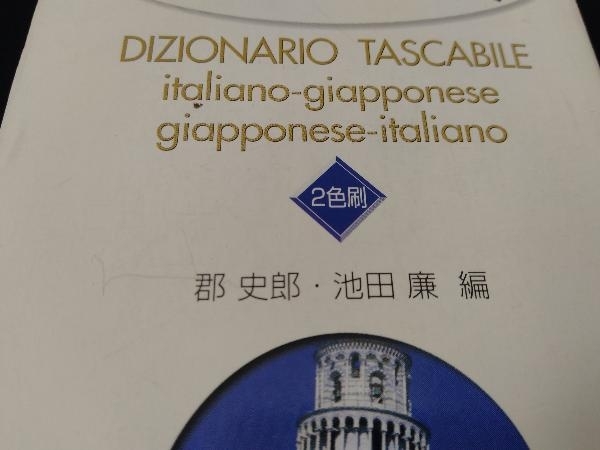 DIZIONARIO TASCABILE
italiano-giapponese
giapponese-italiano
2色刷
郡 史郎・池田 廉 編